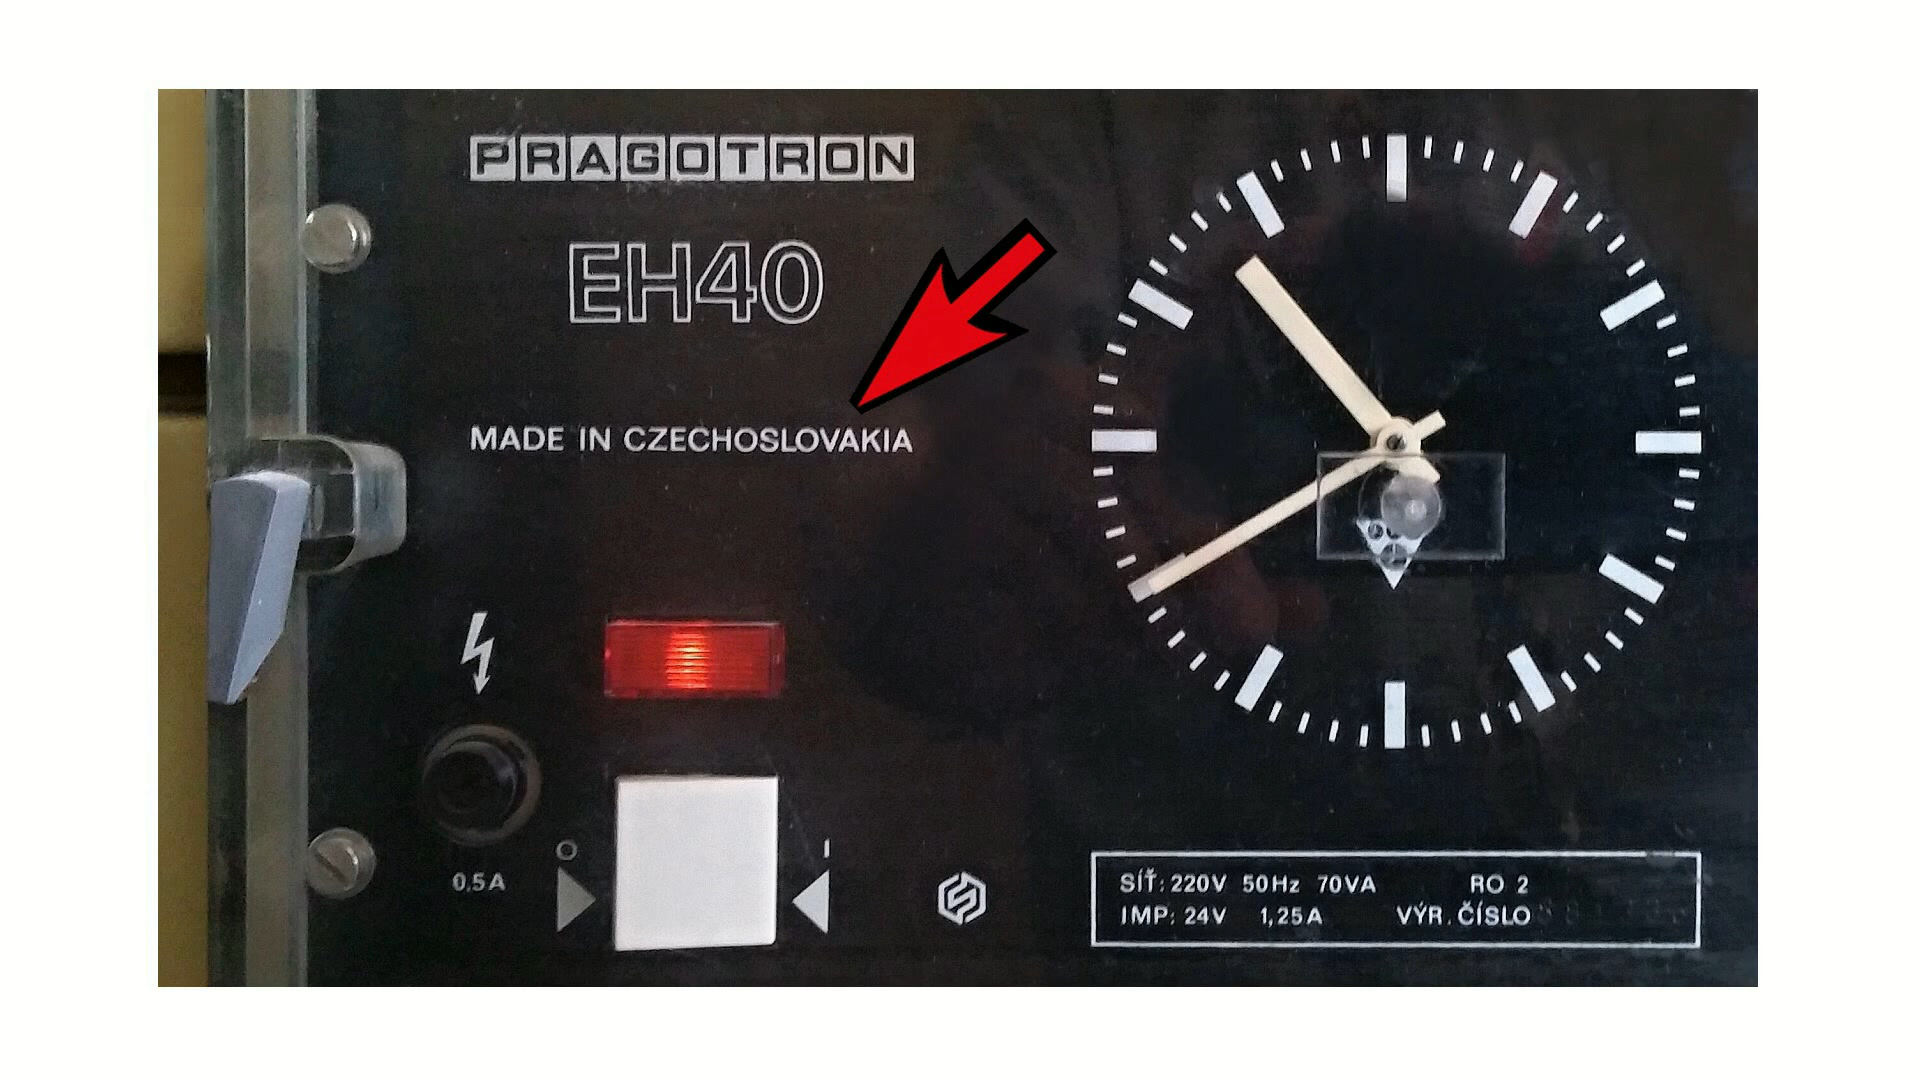 PRAGOTRON
EH40
MADE IN CZECHOSLOVAKIA
0,5A
SÍŤ: 220V 50Hz 70VA RO 2
IMP: 24V 1,25A VÝR. ČÍSLO